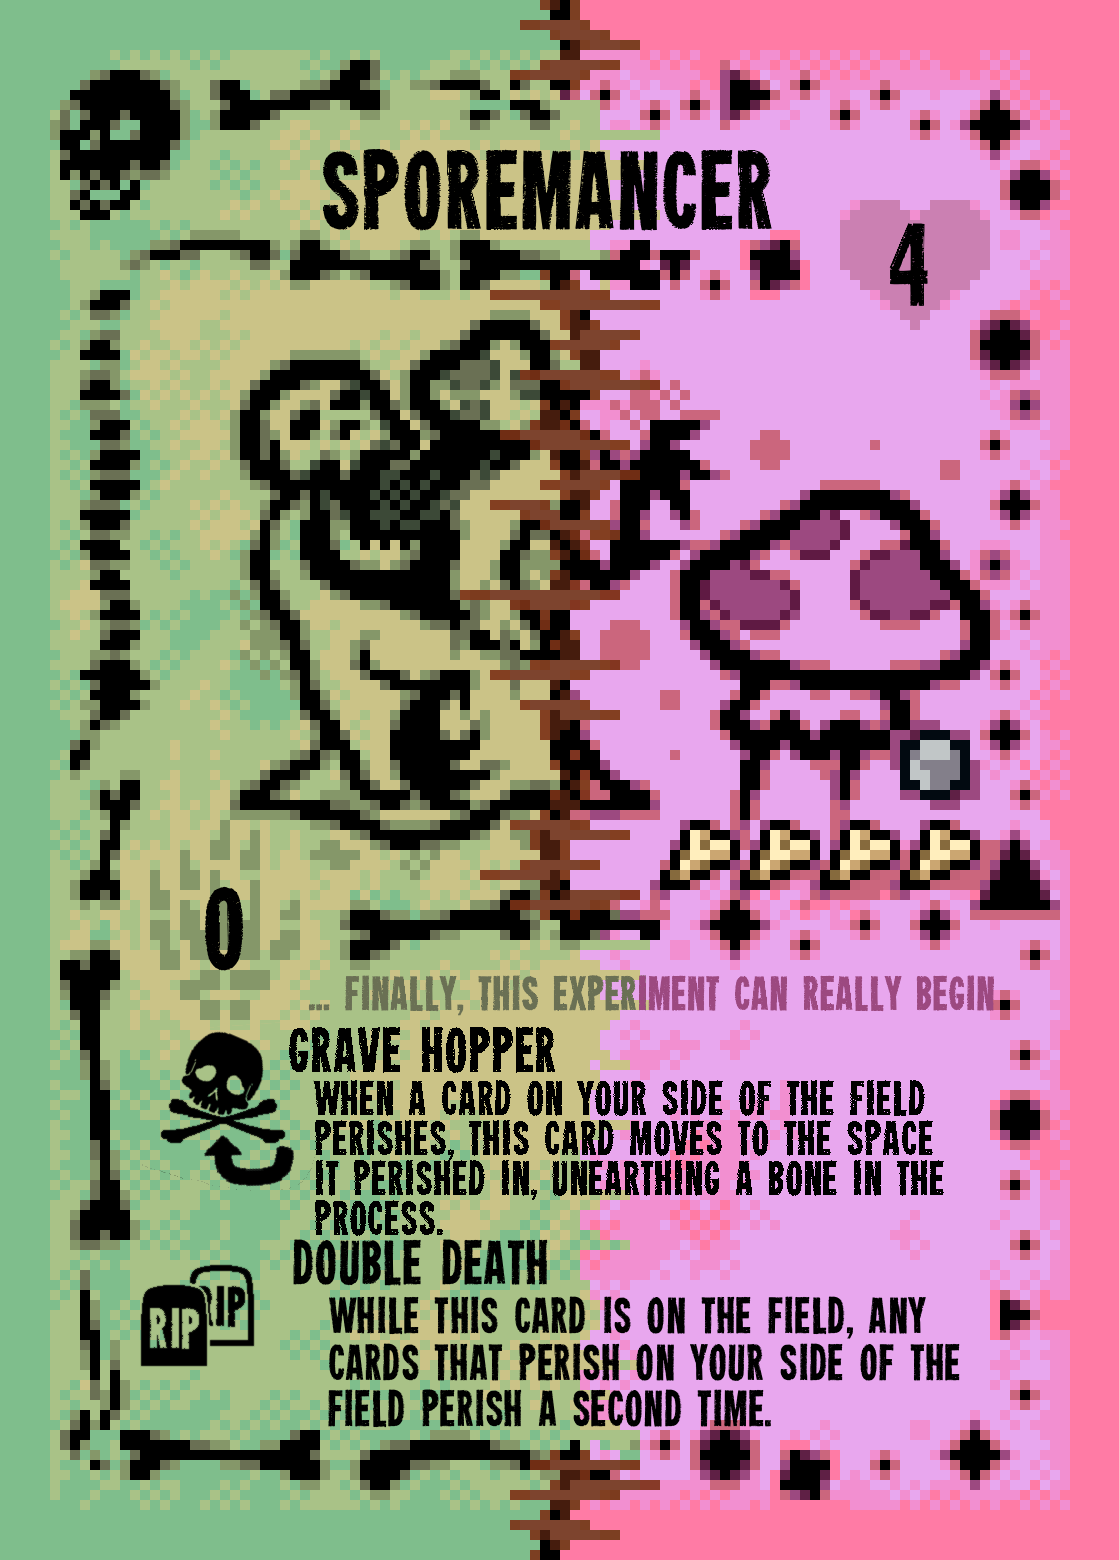 SPOREMANCER
4
0
... FINALLY, THIS EXPERIMENT CAN REALLY BEGIN.
GRAVE HOPPER
WHEN A CARD ON YOUR SIDE OF THE FIELD
PERISHES, THIS CARD MOVES TO THE SPACE
IT PERISHED IN, UNEARTHING A BONE IN THE
PROCESS.
DOUBLE DEATH
RIP RIP
WHILE THIS CARD IS ON THE FIELD, ANY
CARDS THAT PERISH ON YOUR SIDE OF THE
FIELD PERISH A SECOND TIME.